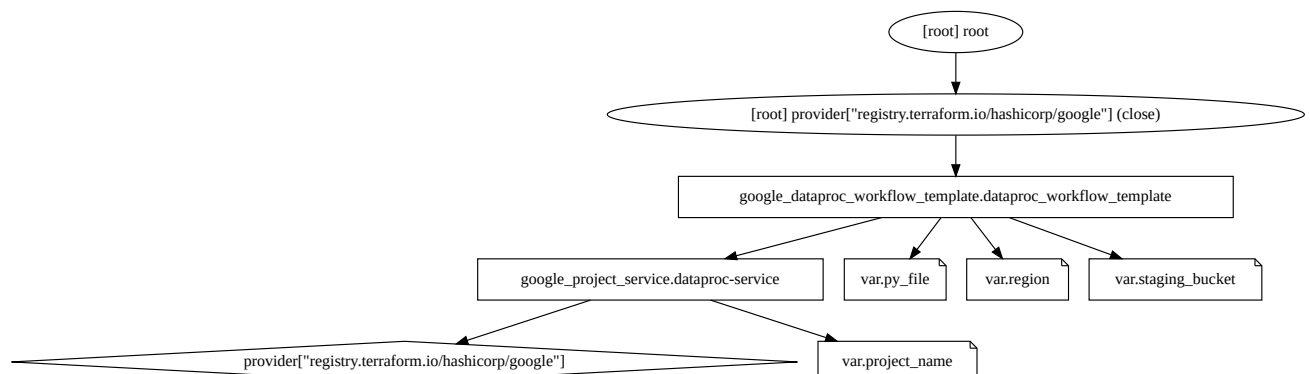 [root] root
[root] provider["registry.terraform.io/hashicorp/google"] (close)
google_dataproc_workflow_template.dataproc_workflow_template
google_project_service.dataproc-service
var.py_file
var.region
var.staging_bucket
provider["registry.terraform.io/hashicorp/google"]
var.project_name